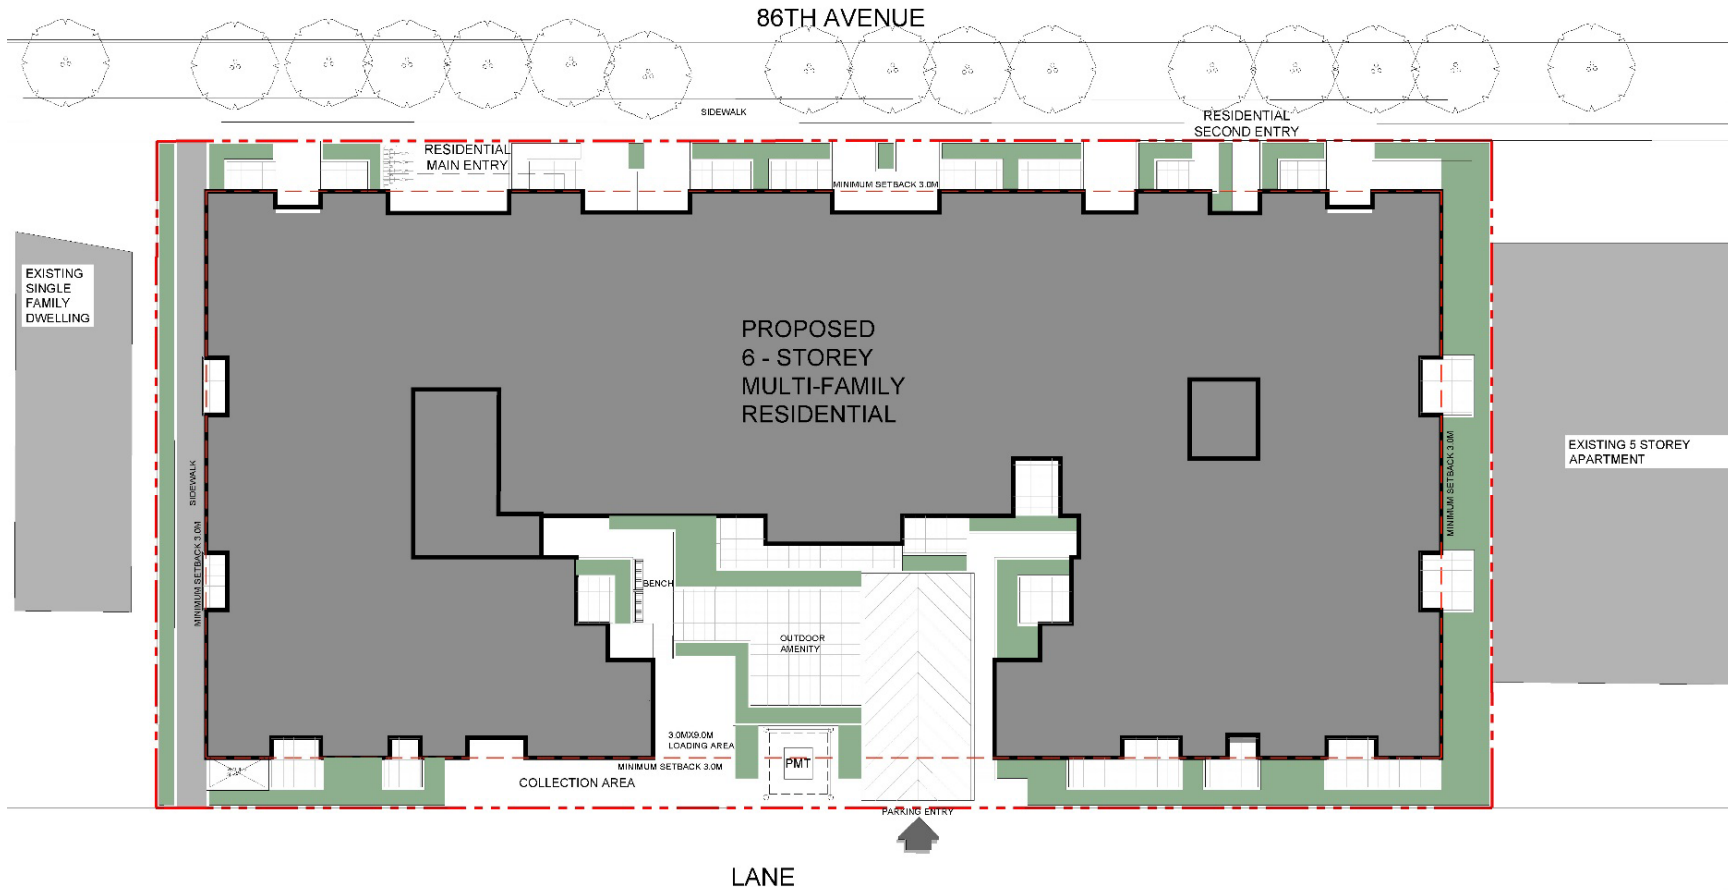 86TH AVENUE
SIDEWALK
RESIDENTIAL
SECOND ENTRY
RESIDENTIAL
MAIN ENTRY
MINIMUM SETBACK 3.0M
EXISTING
SINGLE
FAMILY
DWELLING
PROPOSED
6 - STOREY
MULTI-FAMILY
RESIDENTIAL
EXISTING 5 STOREY
APARTMENT
MINIMUM SETBACK 3.0M
SIDEWALK
MINIMUM SETBACK 3.0M
BENCH
OUTDOOR
AMENITY
3.0MX9.0M
LOADING AREA
MINIMUM SETBACK 3.0M
PMT
COLLECTION AREA
PARKING ENTRY
LANE